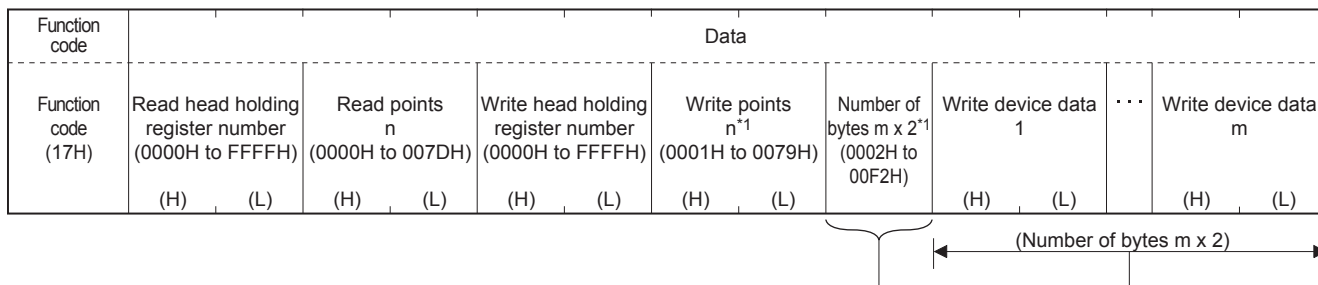 Function
code
Data
Function
code
(17H)
Read head holding
register number
(0000H to FFFFH)
(H) (L)
Read points
n
(0000H to 007DH)
(H) (L)
Write head holding
register number
(0000H to FFFFH)
(H) (L)
Write points
n*1
(0001H to 0079H)
(H) (L)
Number of
bytes m x 2*1
(0002H to
00F2H)
Write device data
1
(H) (L)
···
Write device data
m
(H) (L)
(Number of bytes m x 2)